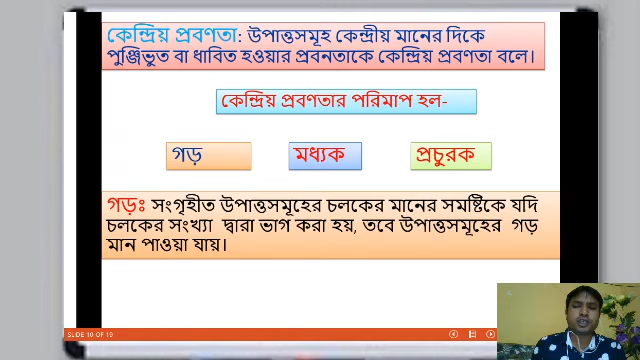 কেন্দ্রিয় প্রবণতা: উপাত্তসমূহ কেন্দ্রীয় মানের দিকে
পুঞ্জিভুত বা ধাবিত হওয়ার প্রবনতাকে কেন্দ্রিয় প্রবণতা বলে।
কেন্দ্রিয় প্রবণতার পরিমাপ হল-
গড় মধ্যক প্রচুরক
গড়ঃ সংগৃহীত উপাত্তসমূহের চলকের মানের সমষ্টিকে যদি
চলকের সংখ্যা দ্বারা ভাগ করা হয়, তবে উপাত্তসমূহের গড়
মান পাওয়া যায়।
SLIDE 10 OF 19